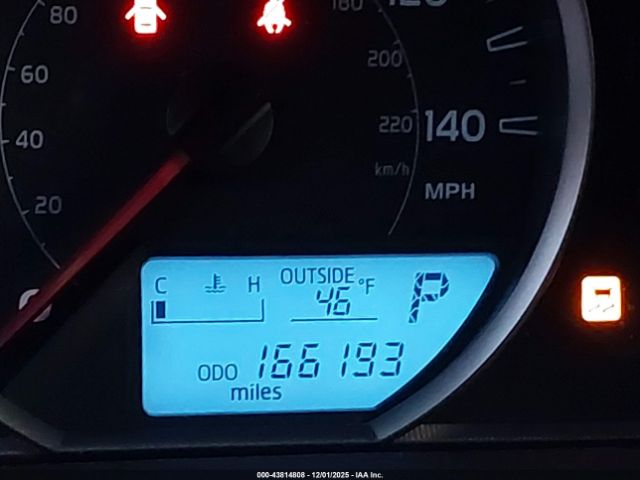 80
180
120
200
60
40
220 140
km/h
MPH
20
C H OUTSIDE
46 °F P
ODO 166193
miles
000-43814808 - 12/01/2025 - IAA Inc.